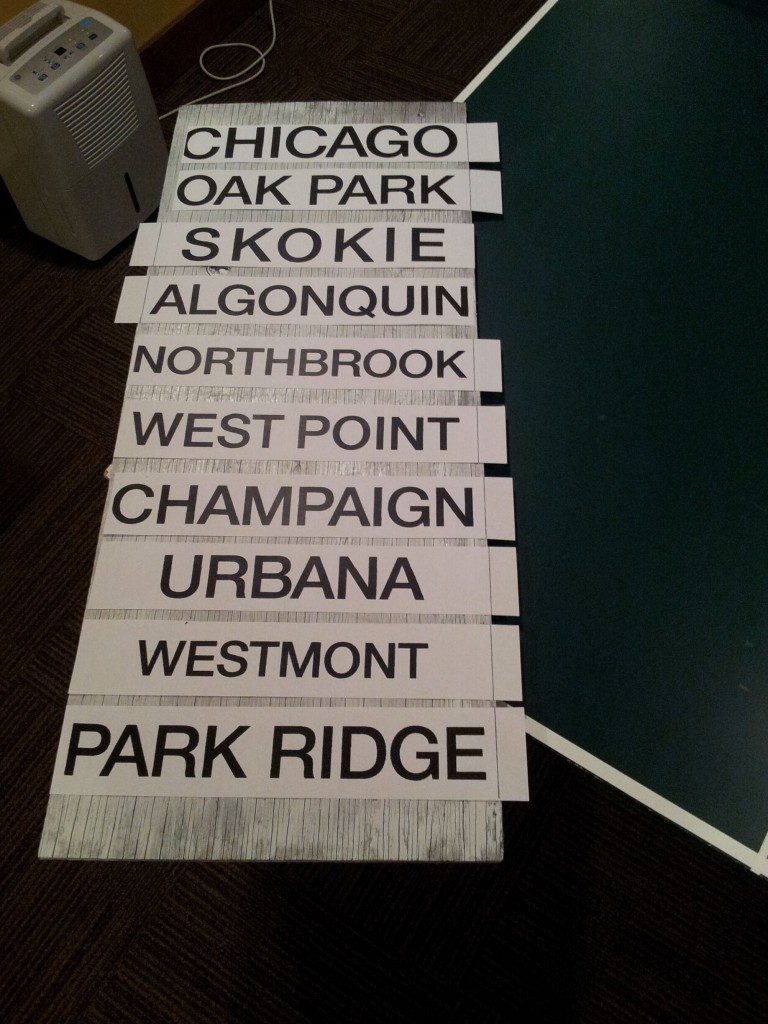 CHICAGO
OAK PARK
SKOKIE
ALGONQUIN
NORTHBROOK
WEST POINT
CHAMPAIGN
URBANA
WESTMONT
PARK RIDGE